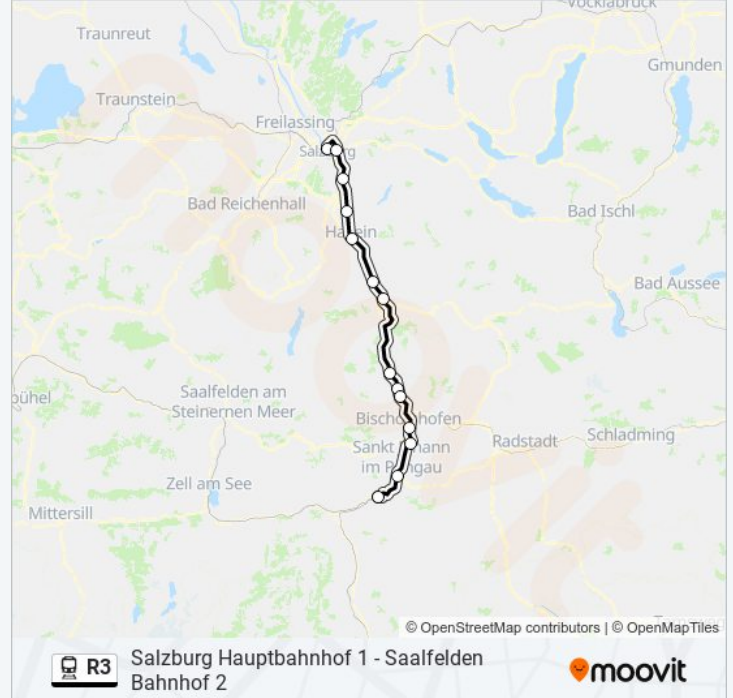 Vöcklabruck
Traunreut
Gmunden
Traunstein
Freilassing
Salzburg
Bad Reichenhall
Bad Ischl
Hallein
Bad Aussee
Saalfelden am
Steinernen Meer
Bischofshofen
Sankt Johann
im Pongau
Radstadt
Schladming
Zell am See
Mittersill
© OpenStreetMap contributors | © OpenMapTiles
R3
Salzburg Hauptbahnhof 1 - Saalfelden
Bahnhof 2
moovit